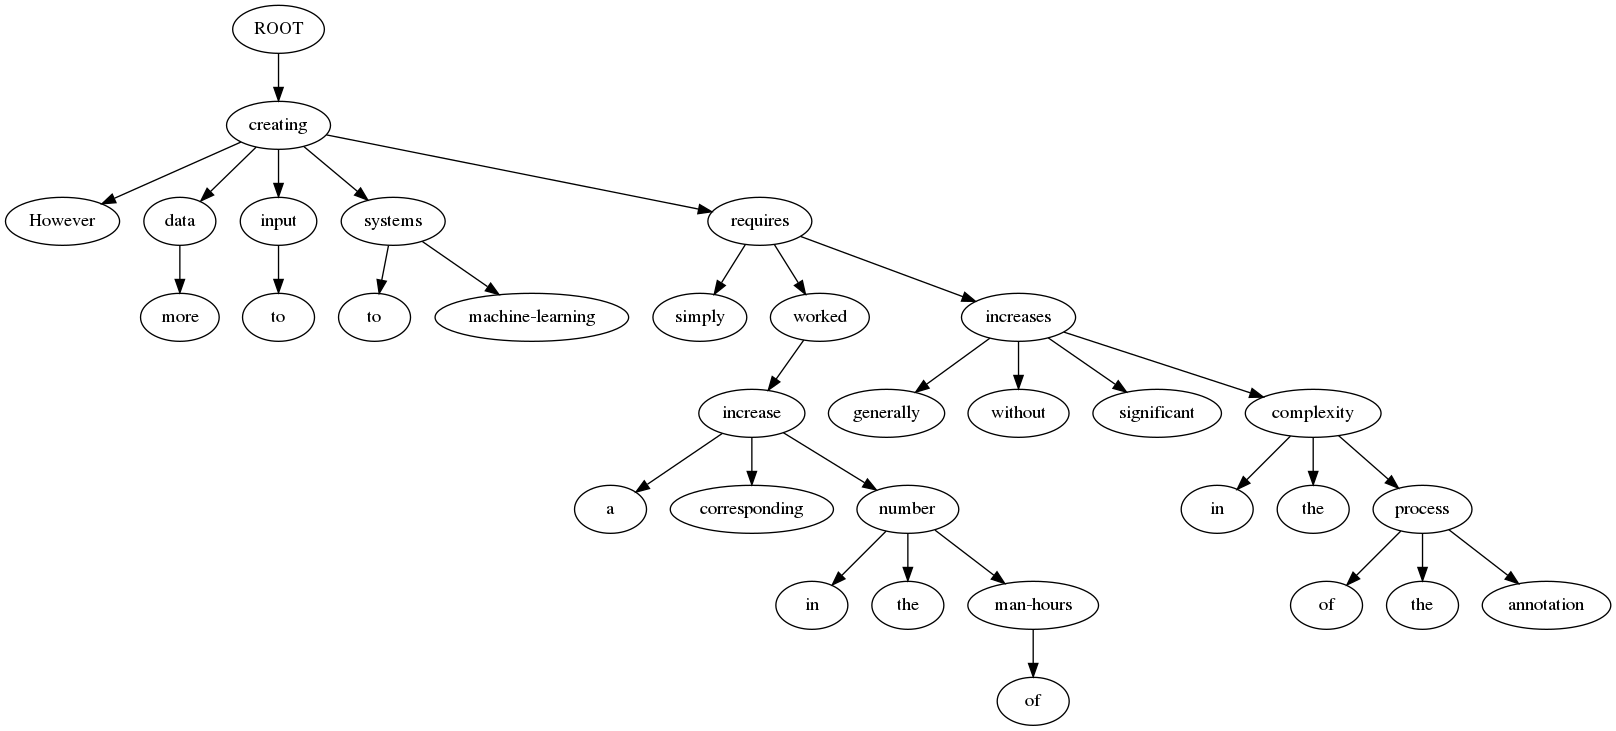 ROOT
creating
However data input systems requires
more to to machine-learning simply worked increases
increase generally without significant complexity
a corresponding number in the process
in the man-hours of the annotation
of